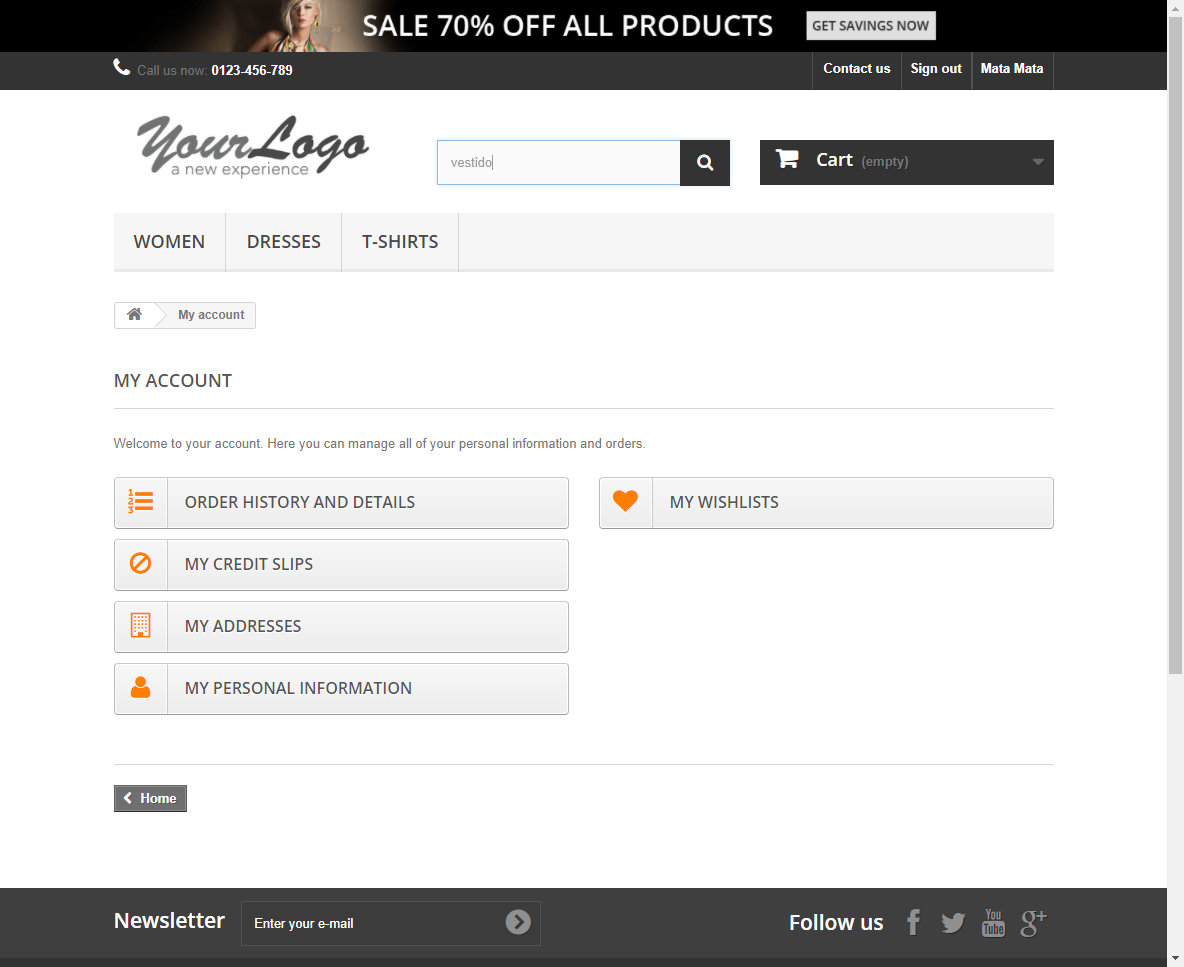 SALE 70% OFF ALL PRODUCTS GET SAVINGS NOW
Call us now: 0123-456-789 Contact us Sign out Mata Mata
YourLogo
a new experience
vestido
Cart (empty)
WOMEN DRESSES T-SHIRTS
My account
MY ACCOUNT
Welcome to your account. Here you can manage all of your personal information and orders.
1
2
3
ORDER HISTORY AND DETAILS
MY WISHLISTS
MY CREDIT SLIPS
MY ADDRESSES
MY PERSONAL INFORMATION
Home
Newsletter Enter your e-mail Follow us
You
Tube
g+